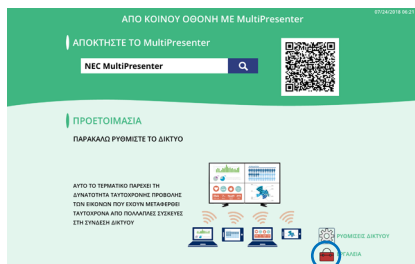 07/24/2018 06:21
ΑΠΟ ΚΟΙΝΟΥ ΟΘΟΝΗ ΜΕ MultiPresenter
ΑΠΟΚΤΗΣΤΕ ΤΟ MultiPresenter
NEC MultiPresenter
ΠΡΟΕΤΟΙΜΑΣΙΑ
ΠΑΡΑΚΑΛΩ ΡΥΘΜΙΣΤΕ ΤΟ ΔΙΚΤΥΟ
ΑΥΤΟ ΤΟ ΤΕΡΜΑΤΙΚΟ ΠΑΡΕΧΕΙ ΤΗ
ΔΥΝΑΤΟΤΗΤΑ ΤΑΥΤΟΧΡΟΝΗΣ ΠΡΟΒΟΛΗΣ
ΤΩΝ ΕΙΚΟΝΩΝ ΠΟΥ ΕΧΟΥΝ ΜΕΤΑΦΕΡΘΕΙ
ΤΑΥΤΟΧΡΟΝΑ ΑΠΟ ΠΟΛΛΑΠΛΕΣ ΣΥΣΚΕΥΕΣ
ΣΤΗ ΣΥΝΔΕΣΗ ΔΙΚΤΥΟΥ
ΡΥΘΜΙΣΕΙΣ ΔΙΚΤΥΟΥ